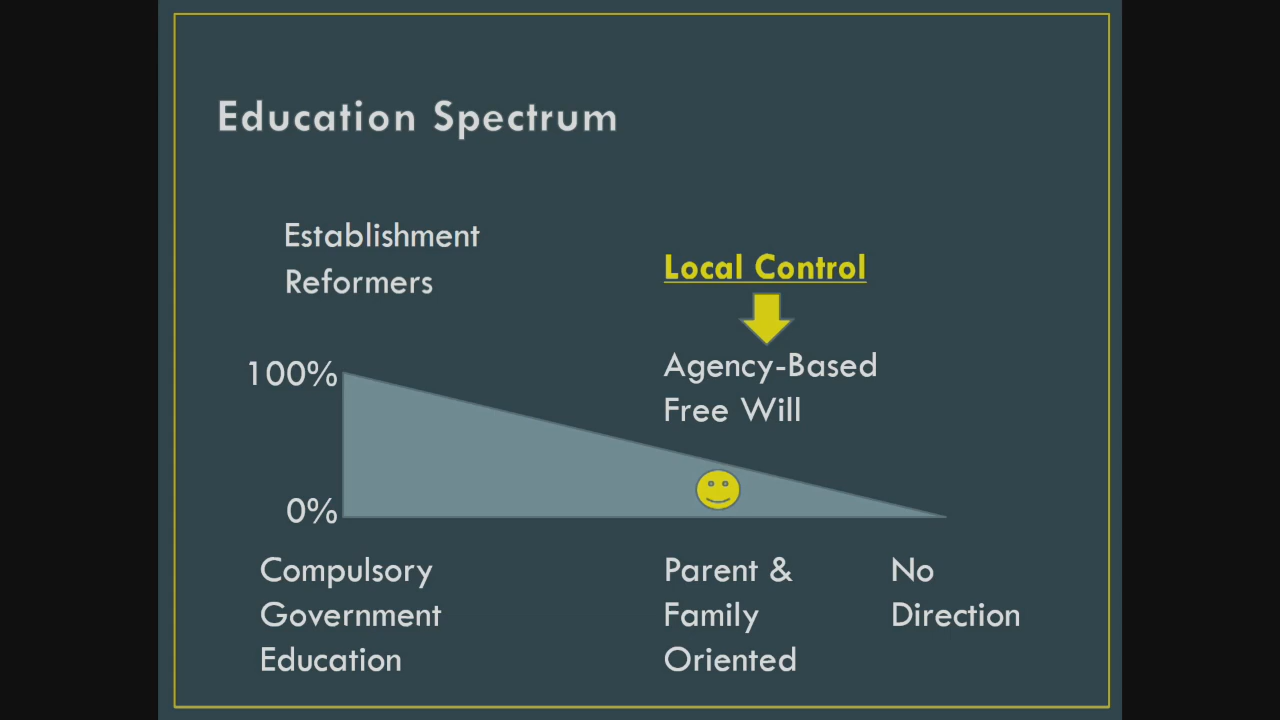 Education Spectrum
Establishment
Reformers
Local Control
Agency-Based
Free Will
100%
0%
Compulsory
Government
Education
Parent &
Family
Oriented
No
Direction